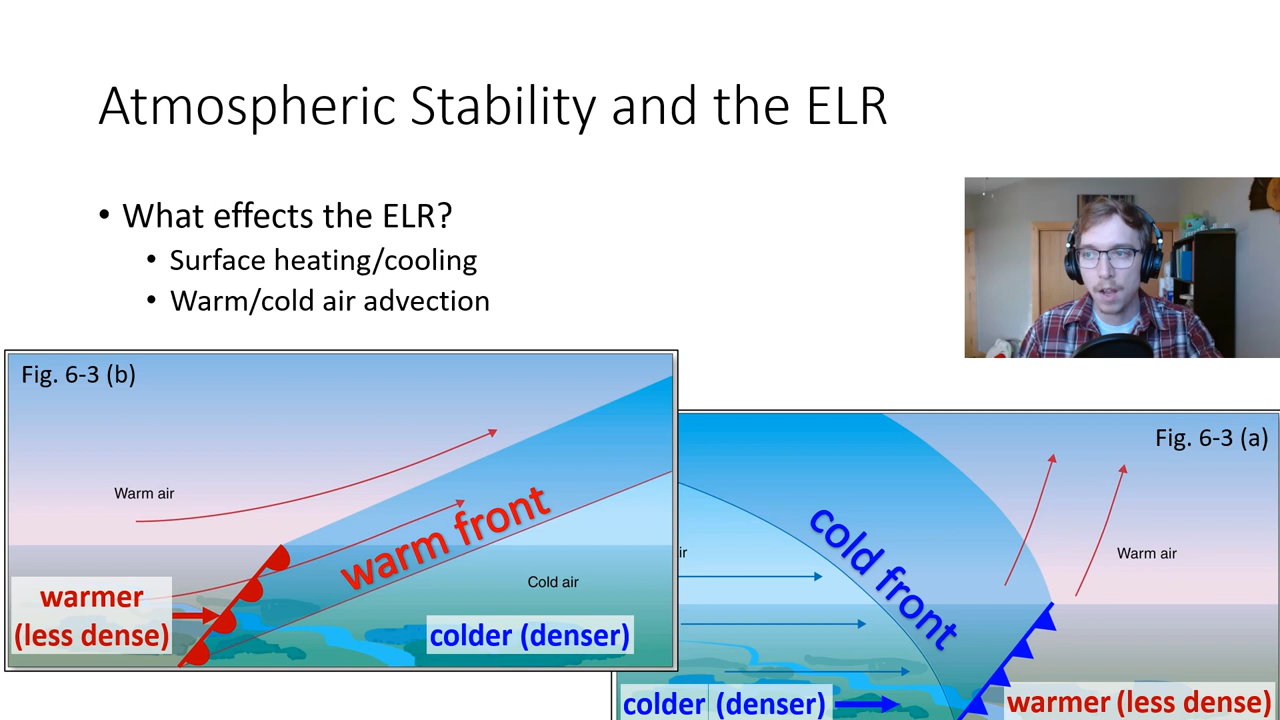 Atmospheric Stability and the ELR
• What effects the ELR?
• Surface heating/cooling
• Warm/cold air advection
Fig. 6-3 (b)
Warm air
warm front
Cold air
warmer
(less dense)
colder (denser)
Fig. 6-3 (a)
cold front
ir
Warm air
colder (denser)
warmer (less dense)